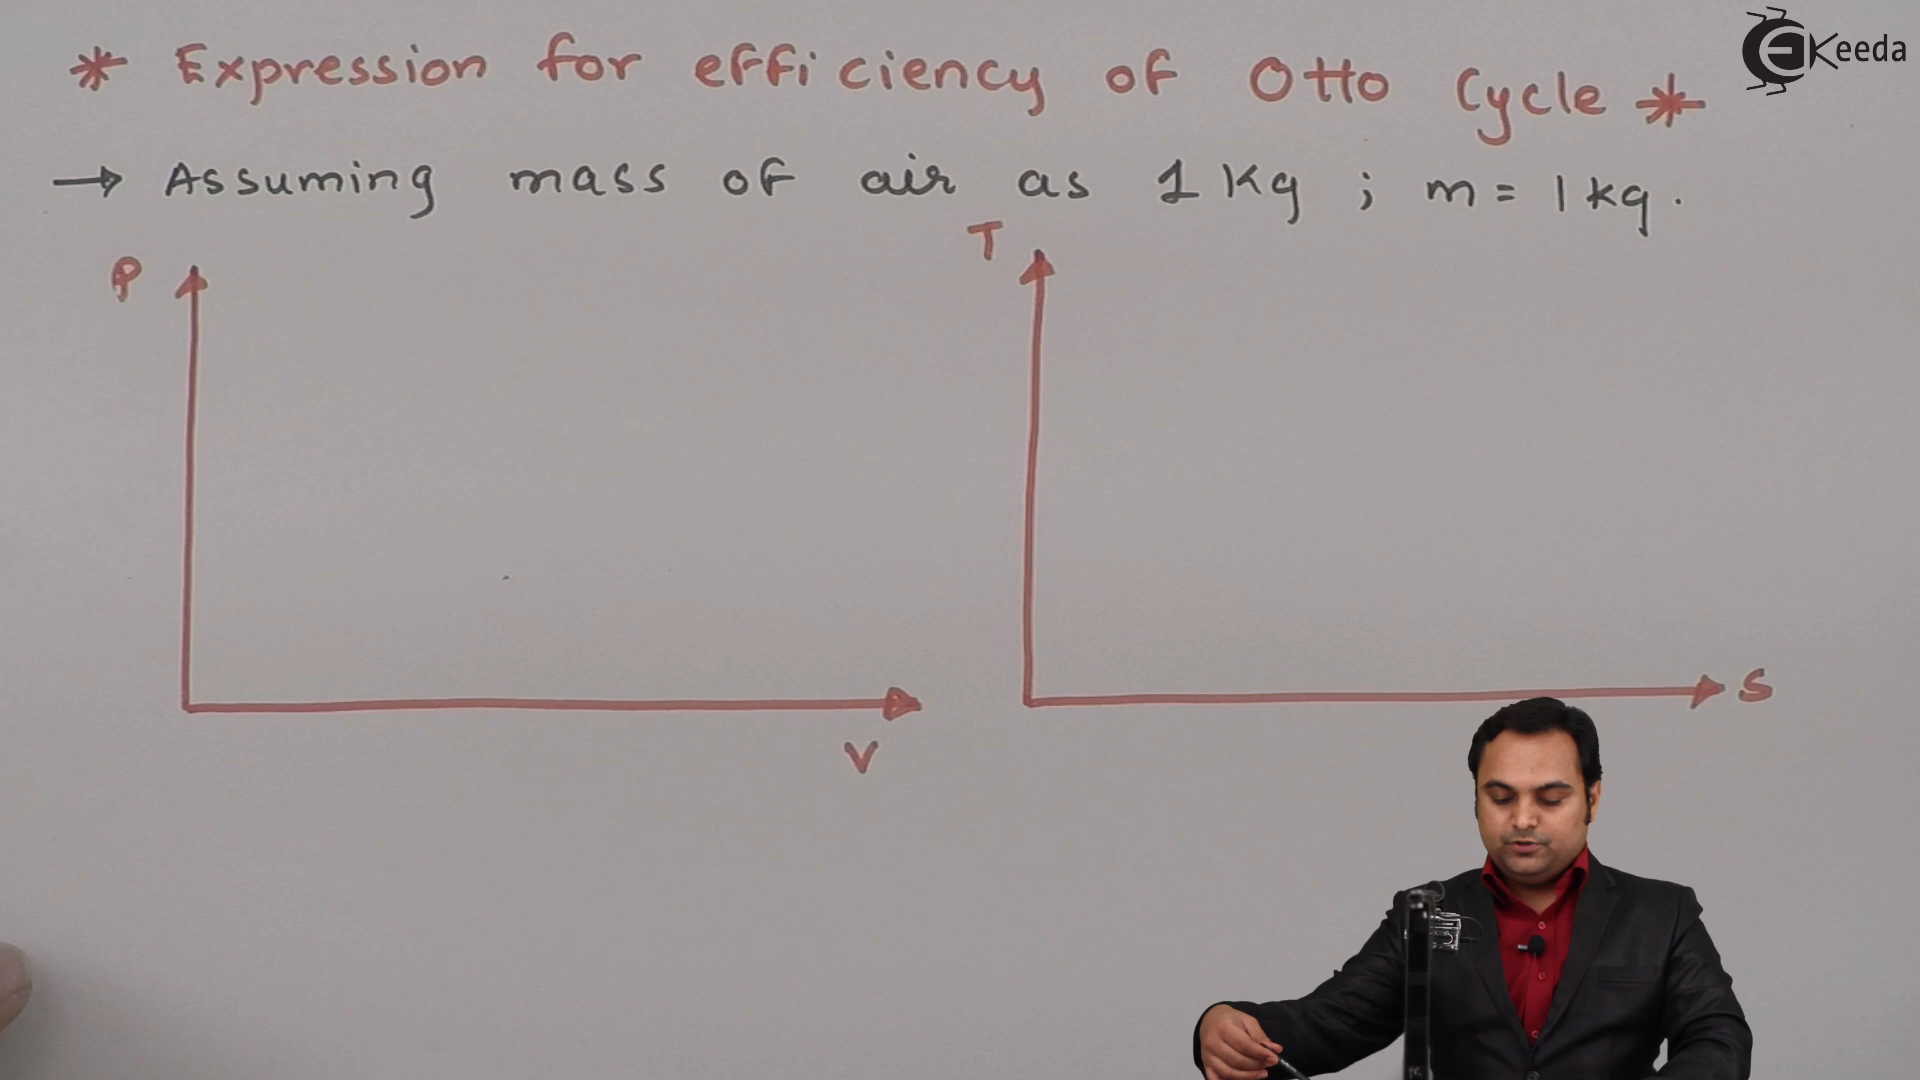 * Expression for efficiency of Otto Cycle *
Keeda
→ Assuming mass of air as 1 Kg ; m = 1 kg.
P
T
V
S